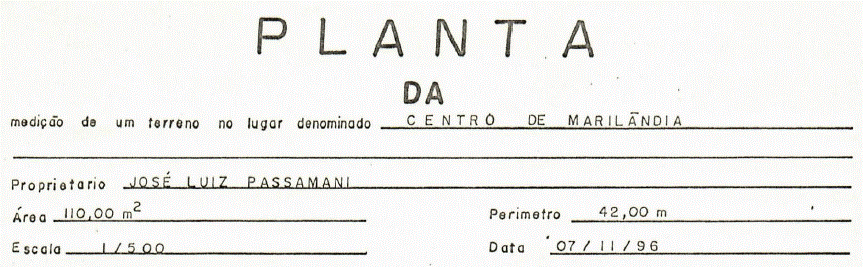 PLANTA
DA
medição de um terreno no lugar denominado CENTRO DE MARILÂNDIA
Proprietario JOSÉ LUIZ PASSAMANI
Área 110,00 m² Perimetro 42,00 m
Escala 1/500 Data 07/11/96